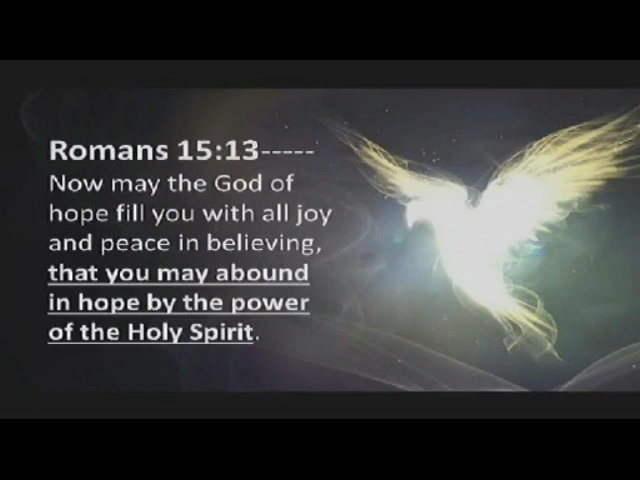 Romans 15:13-----
Now may the God of
hope fill you with all joy
and peace in believing,
that you may abound
in hope by the power
of the Holy Spirit.